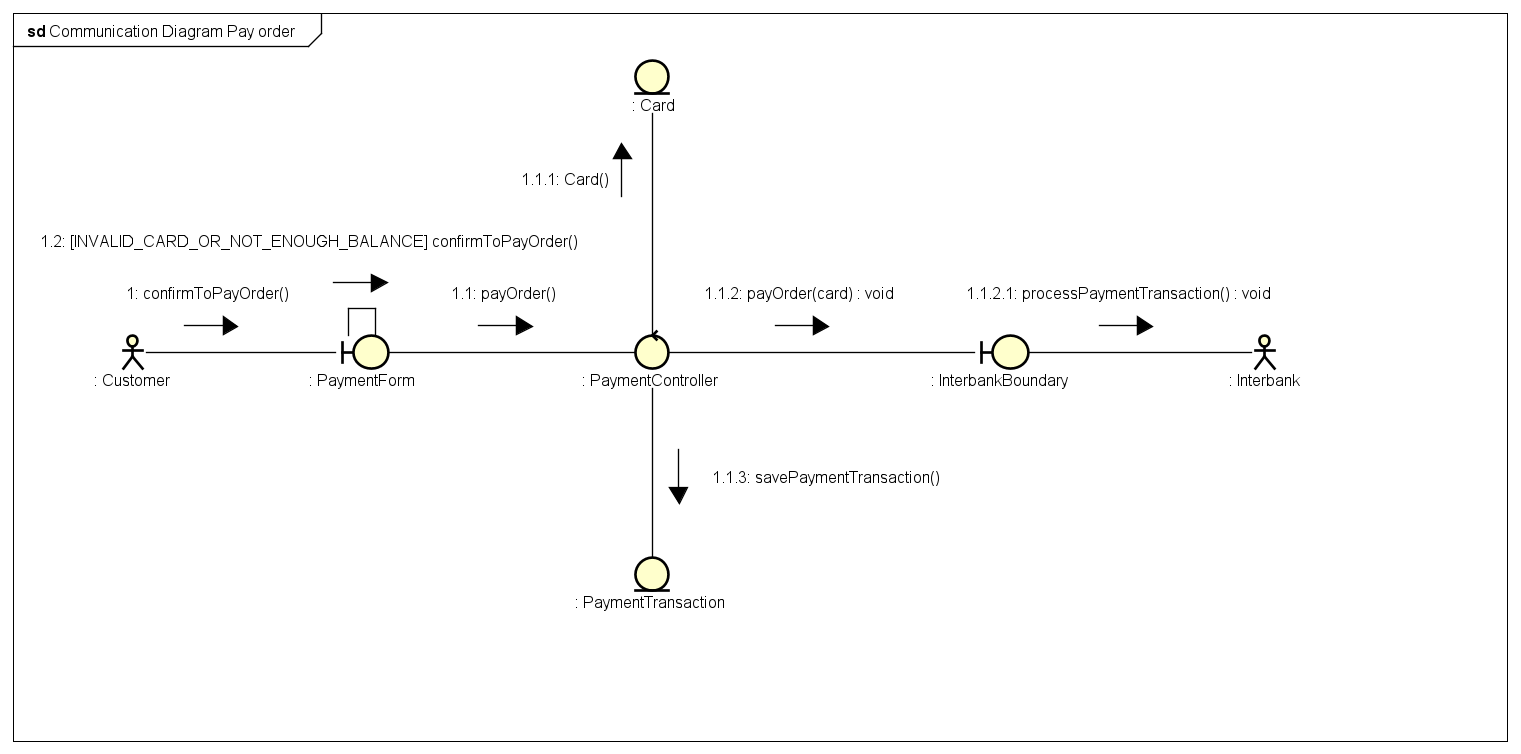 sd Communication Diagram Pay order
: Card
1.1.1: Card()
1.2: [INVALID_CARD_OR_NOT_ENOUGH_BALANCE] confirmToPayOrder()
1: confirmToPayOrder()
1.1: payOrder()
1.1.2: payOrder(card) : void
1.1.2.1: processPaymentTransaction() : void
: Customer
: PaymentForm
: PaymentController
: InterbankBoundary
: Interbank
1.1.3: savePaymentTransaction()
: PaymentTransaction